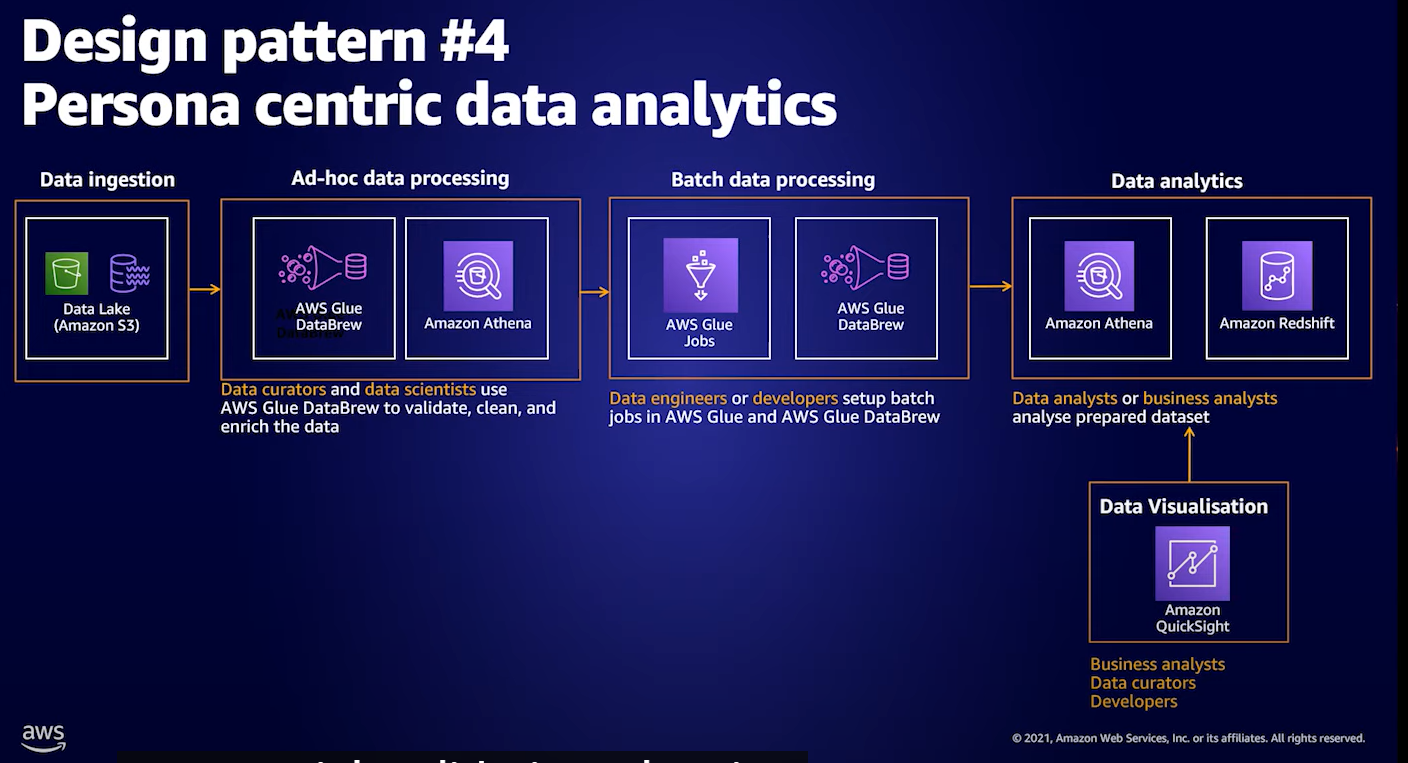 Design pattern #4
Persona centric data analytics
Data ingestion
Data Lake
(Amazon S3)
Ad-hoc data processing
AWS Glue
DataBrew
Amazon Athena
Data curators and data scientists use
AWS Glue DataBrew to validate, clean, and
enrich the data
Batch data processing
AWS Glue
Jobs
AWS Glue
DataBrew
Data engineers or developers setup batch
jobs in AWS Glue and AWS Glue DataBrew
Data analytics
Amazon Athena
Amazon Redshift
Data analysts or business analysts
analyse prepared dataset
Data Visualisation
Amazon
QuickSight
Business analysts
Data curators
Developers
aws
© 2021, Amazon Web Services, Inc. or its affiliates. All rights reserved.